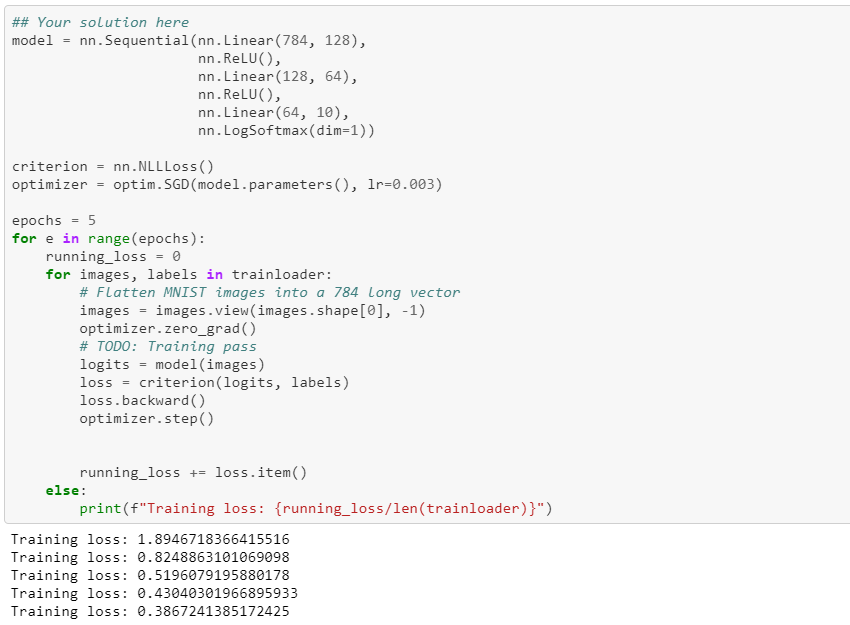 ## Your solution here
model = nn.Sequential(nn.Linear(784, 128),
                      nn.ReLU(),
                      nn.Linear(128, 64),
                      nn.ReLU(),
                      nn.Linear(64, 10),
                      nn.LogSoftmax(dim=1))

criterion = nn.NLLLoss()
optimizer = optim.SGD(model.parameters(), lr=0.003)

epochs = 5
for e in range(epochs):
    running_loss = 0
    for images, labels in trainloader:
        # Flatten MNIST images into a 784 long vector
        images = images.view(images.shape[0], -1)
        optimizer.zero_grad()
        # TODO: Training pass
        logits = model(images)
        loss = criterion(logits, labels)
        loss.backward()
        optimizer.step()


        running_loss += loss.item()
    else:
        print(f"Training loss: {running_loss/len(trainloader)}")
Training loss: 1.8946718366415516
Training loss: 0.8248863101069098
Training loss: 0.5196079195880178
Training loss: 0.43040301966895933
Training loss: 0.3867241385172425